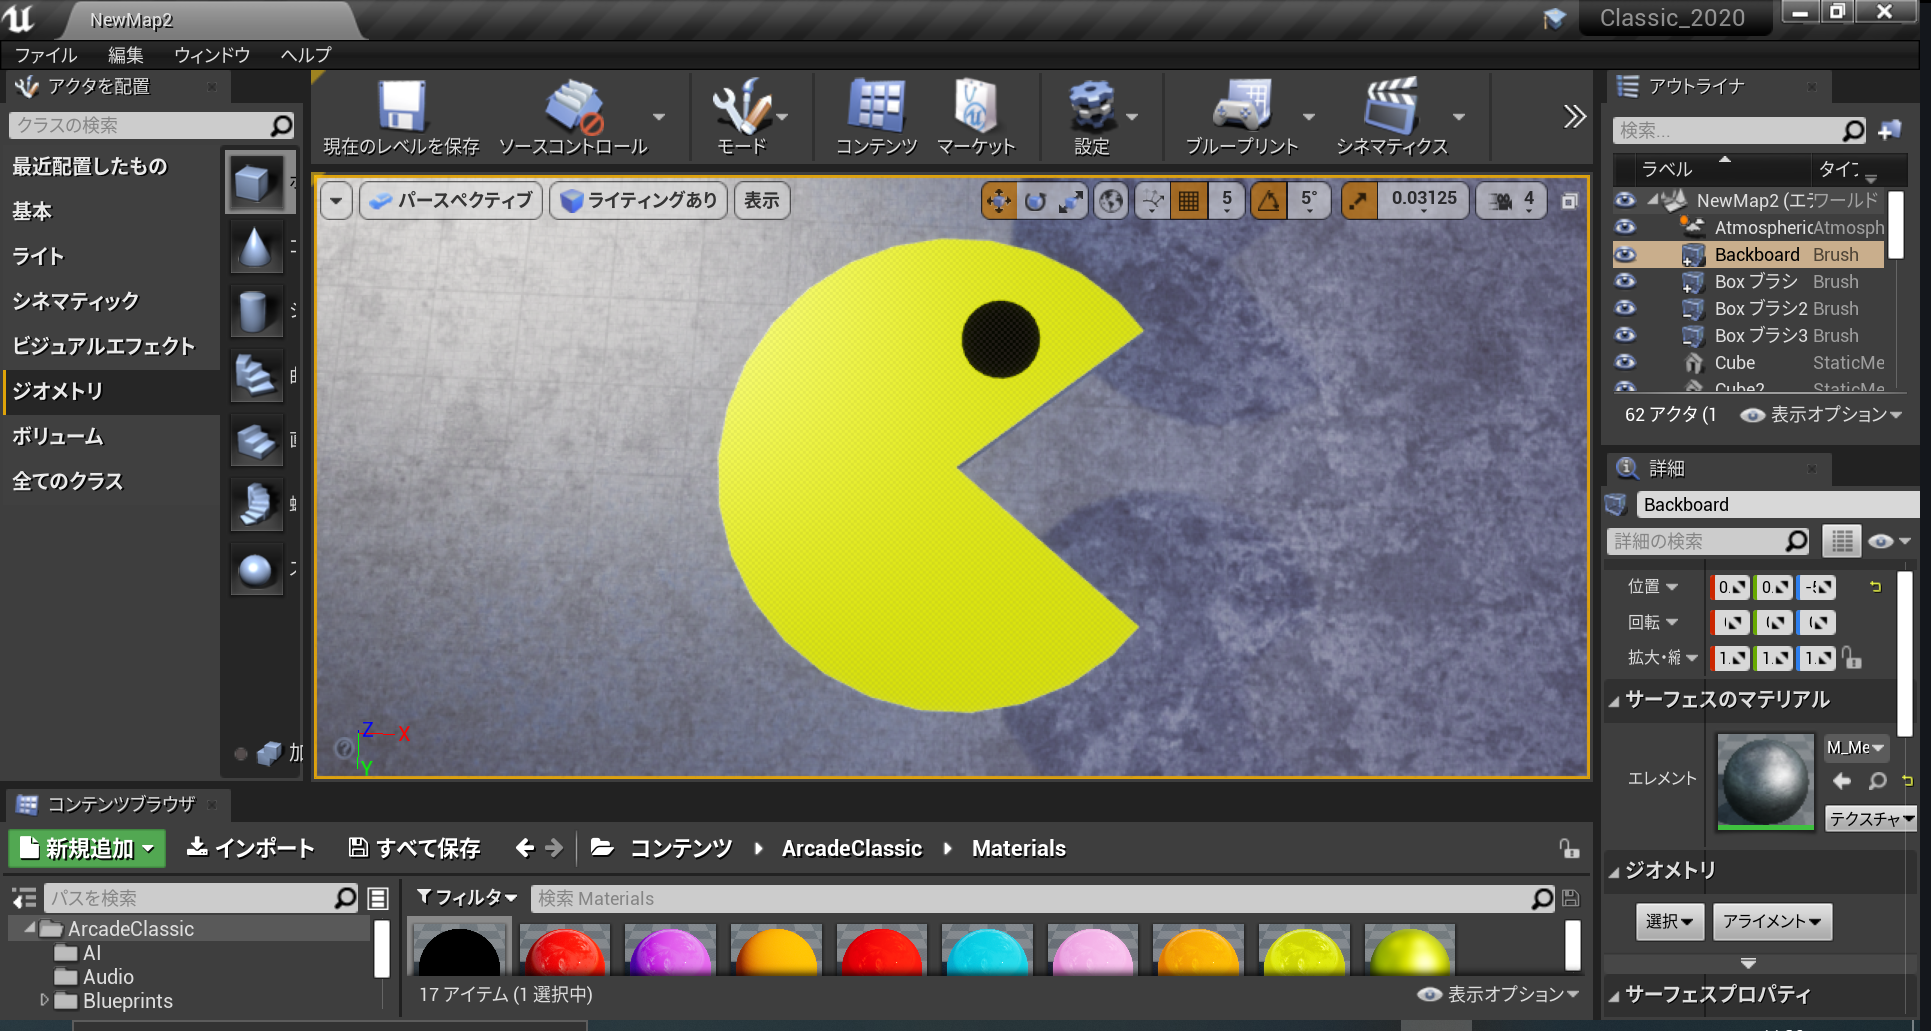 NewMap2
Classic_2020
ファイル 編集 ウィンドウ ヘルプ
アクタを配置
クラスの検索
最近配置したもの
基本
ライト
シネマティック
ビジュアルエフェクト
ジオメトリ
ボリューム
全てのクラス
加
現在のレベルを保存
ソースコントロール
モード
コンテンツ
マーケット
設定
ブループリント
シネマティクス
パースペクティブ
ライティングあり
表示
5
5°
0.03125
4
Z X
Y
アウトライナ
検索...
ラベル タイプ
NewMap2 (エデ ワールド
Atmospheric Atmosph
Backboard Brush
Box ブラシ Brush
Box ブラシ2 Brush
Box ブラシ3 Brush
Cube StaticMe
Cube2 StaticMe
62 アクタ (1 表示オプション
詳細
Backboard
詳細の検索
位置 0. 0. -5
回転
拡大・縮 1. 1. 1.
サーフェスのマテリアル
エレメント
M_Me
テクスチャ
ジオメトリ
選択 アライメント
サーフェスプロパティ
コンテンツブラウザ
新規追加 インポート すべて保存 コンテンツ ArcadeClassic Materials
パスを検索
ArcadeClassic
AI
Audio
Blueprints
フィルタ 検索 Materials
17 アイテム (1 選択中)
表示オプション